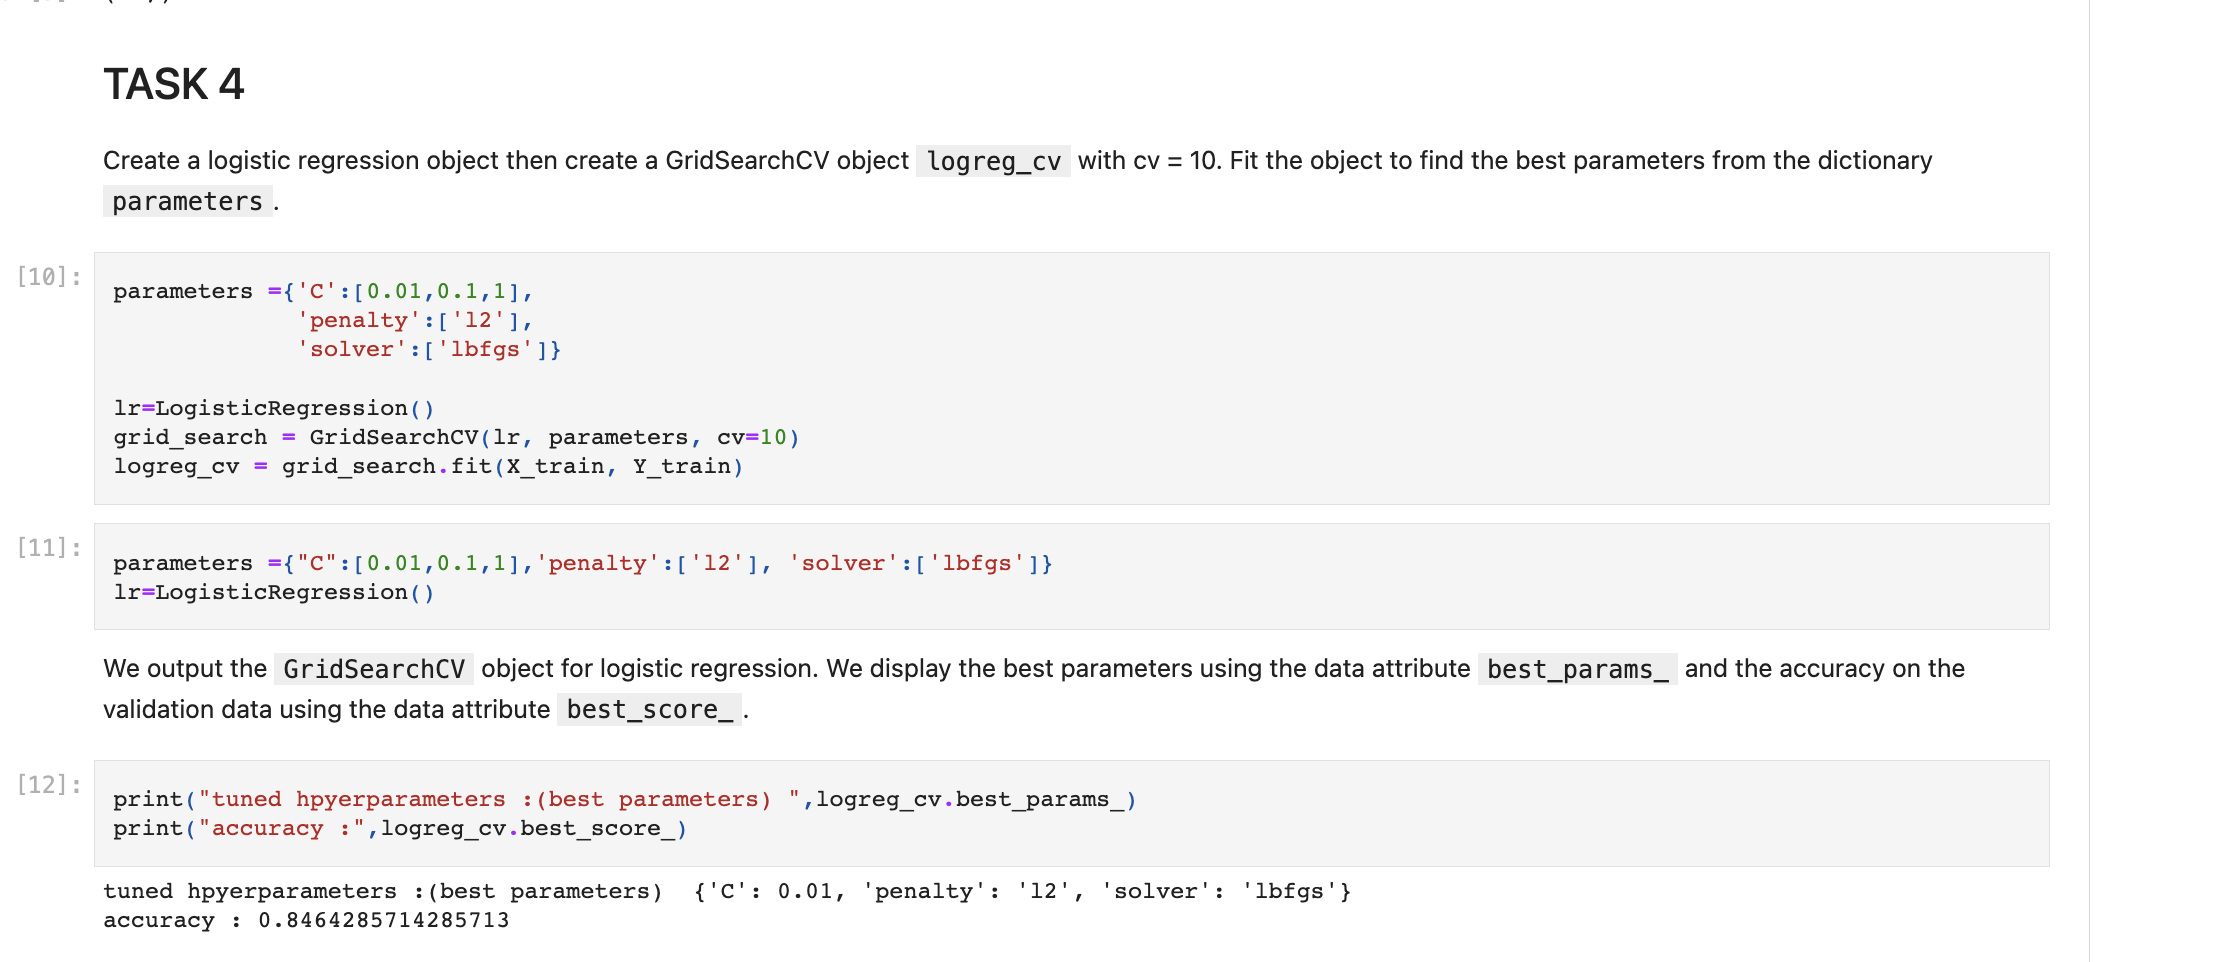 TASK 4
Create a logistic regression object then create a GridSearchCV object logreg_cv with cv = 10. Fit the object to find the best parameters from the dictionary
parameters .
[10]:
parameters ={'C':[0.01,0.1,1],
             'penalty':['l2'],
             'solver':['lbfgs']}
lr=LogisticRegression()
grid_search = GridSearchCV(lr, parameters, cv=10)
logreg_cv = grid_search.fit(X_train, Y_train)
[11]:
parameters ={"C":[0.01,0.1,1],'penalty':['l2'], 'solver':['lbfgs']}
lr=LogisticRegression()
We output the GridSearchCV object for logistic regression. We display the best parameters using the data attribute best_params_ and the accuracy on the
validation data using the data attribute best_score_ .
[12]:
print("tuned hpyerparameters :(best parameters) ",logreg_cv.best_params_)
print("accuracy :",logreg_cv.best_score_)
tuned hpyerparameters :(best parameters)  {'C': 0.01, 'penalty': 'l2', 'solver': 'lbfgs'}
accuracy : 0.8464285714285713